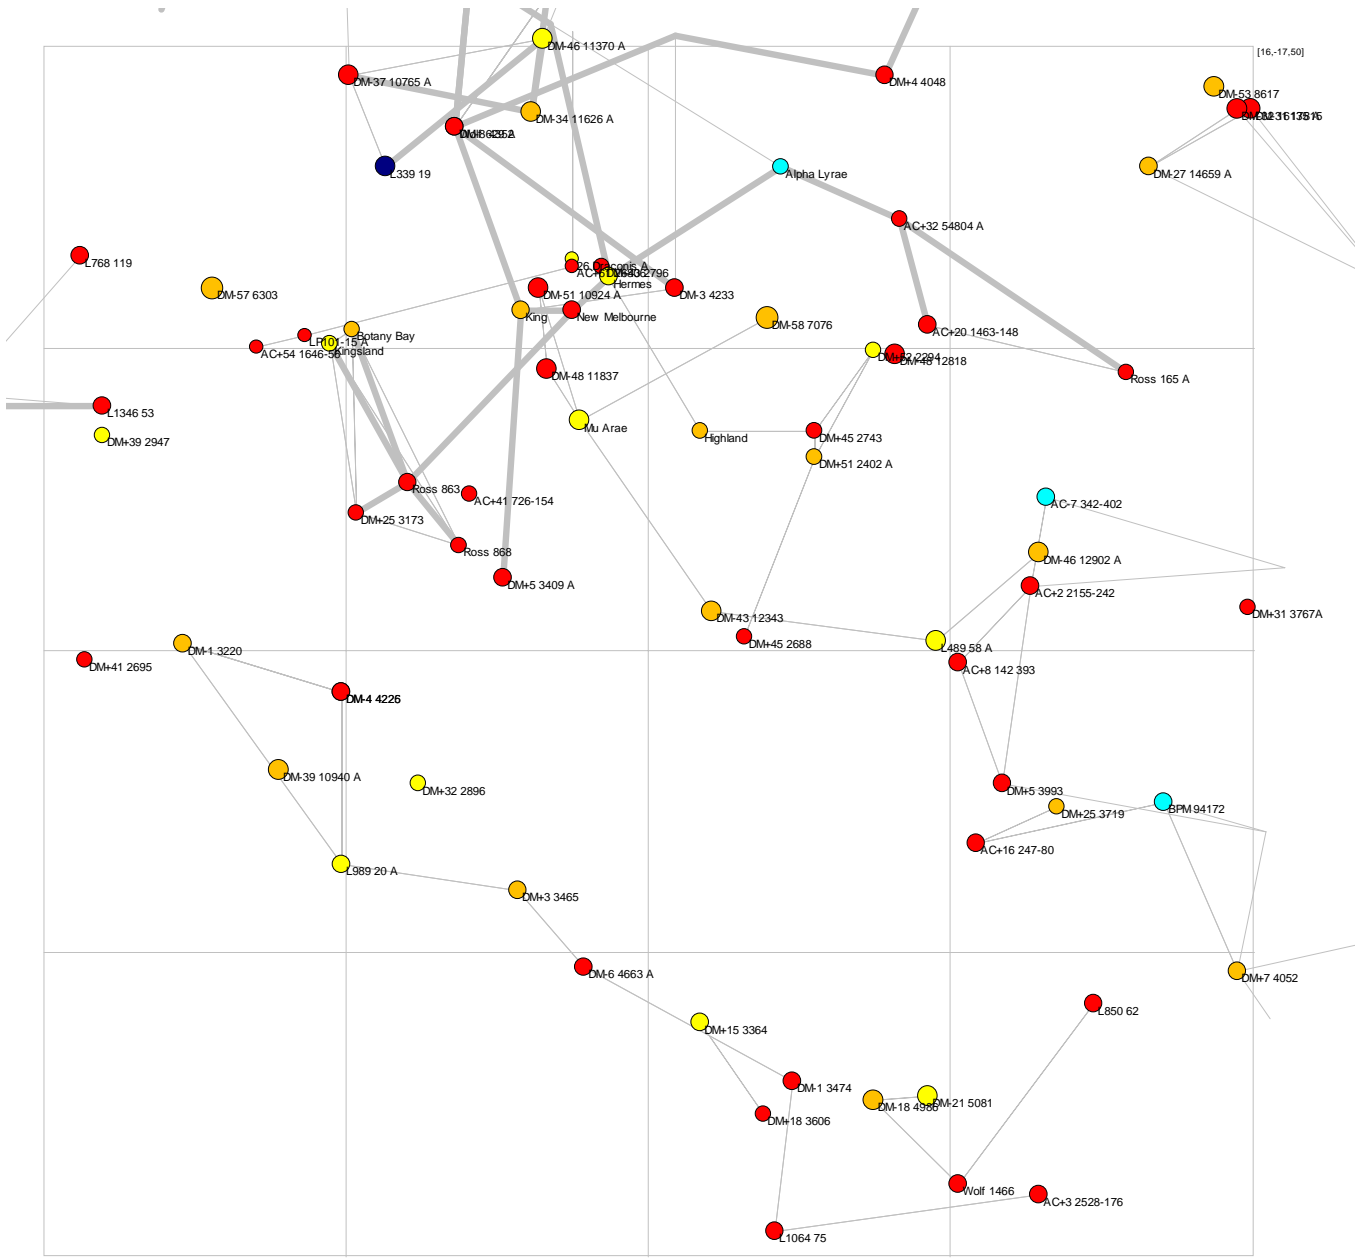 DM-46 11370 A
[16,-17,50]
DM-37 10765 A
DM+4 4048
DM-53 8617
DM-34 11626 A
DM-27 14659 A
L339 19
Alpha Lyrae
AC+32 54804 A
L768 119
26 Draconis A
Hermes
DM-57 6303
DM-51 10924 A
DM-3 4233
King
New Melbourne
DM-58 7076
AC+20 1463-148
Botany Bay
LP101-15 A
Kingsland
AC+54 1646-56
DM+52 2294
DM-48 12818
DM-48 11837
Ross 165 A
L1346 53
Mu Arae
DM+39 2947
Highland
DM+45 2743
DM+51 2402 A
Ross 863
AC+41 726-154
AC-7 342-402
DM+25 3173
Ross 868
DM-46 12902 A
DM+5 3409 A
AC+2 2155-242
DM+31 3767A
DM-43 12343
DM+45 2688
DM-1 3220
L489 58 A
DM+41 2695
AC+8 142 393
DM-39 10940 A
DM+32 2896
DM+5 3993
DM+25 3719
BPM 94172
AC+16 247-80
L989 20 A
DM+3 3465
DM-6 4663 A
DM+7 4052
L850 62
DM+15 3364
DM-1 3474
DM-18 4986
DM-21 5081
DM+18 3606
Wolf 1466
AC+3 2528-176
L1064 75